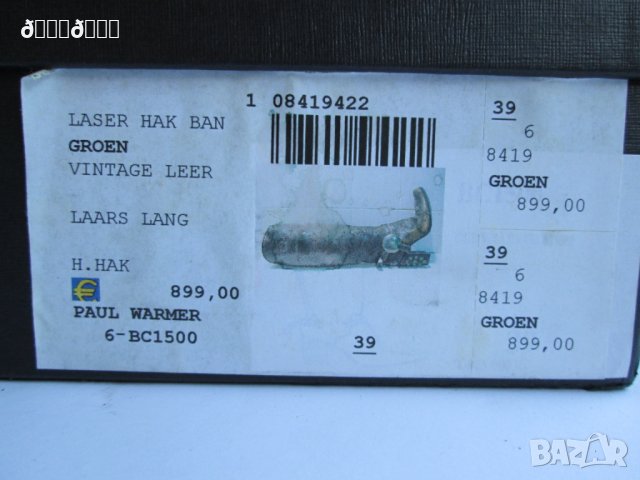 1 08419422
LASER HAK BAN
GROEN
VINTAGE LEER
LAARS LANG
H.HAK
€ 899,00
PAUL WARMER
6-BC1500
39
39
6
8419
GROEN
899,00
39
6
8419
GROEN
899,00
BAZAR